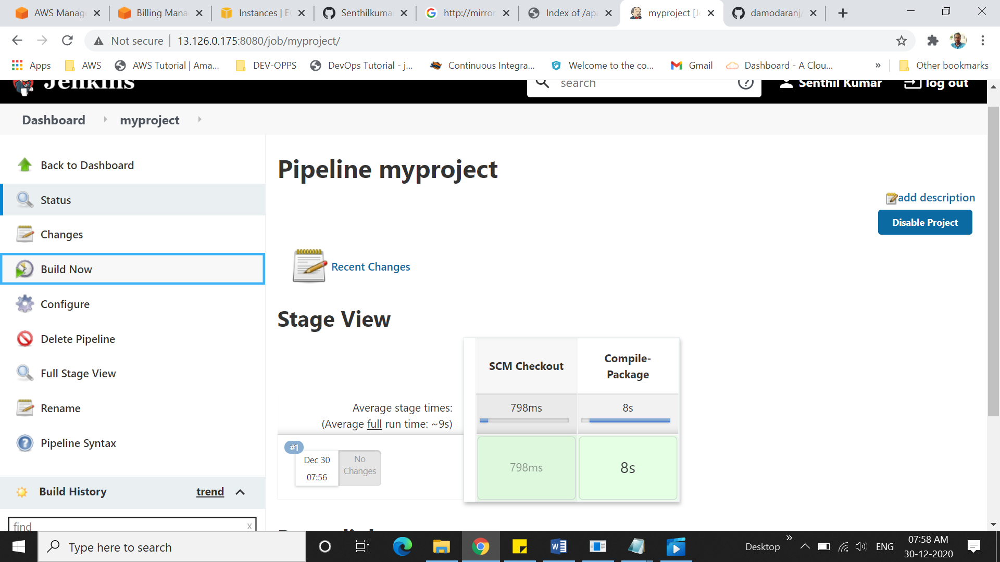 AWS Manag
Billing Mana
Instances | E
Senthilkuma
http://mirror
Index of /apa
myproject [Je
damodaranj/
Not secure
13.126.0.175:8080/job/myproject/
Apps
AWS
AWS Tutorial | Ama...
DEV-OPPS
DevOps Tutorial - j...
Continuous Integra...
Welcome to the co...
Gmail
Dashboard - A Clou...
»
Other bookmarks
Jenkins
search
Senthil Kumar
log out
Dashboard
myproject
Back to Dashboard
Status
Changes
Build Now
Configure
Delete Pipeline
Full Stage View
Rename
Pipeline Syntax
Build History
trend
find
x
Pipeline myproject
add description
Disable Project
Recent Changes
Stage View
SCM Checkout
Compile-
Package
Average stage times:
(Average full run time: ~9s)
798ms
8s
#1
Dec 30
07:56
No
Changes
798ms
8s
Type here to search
Desktop
»
ENG
07:58 AM
30-12-2020